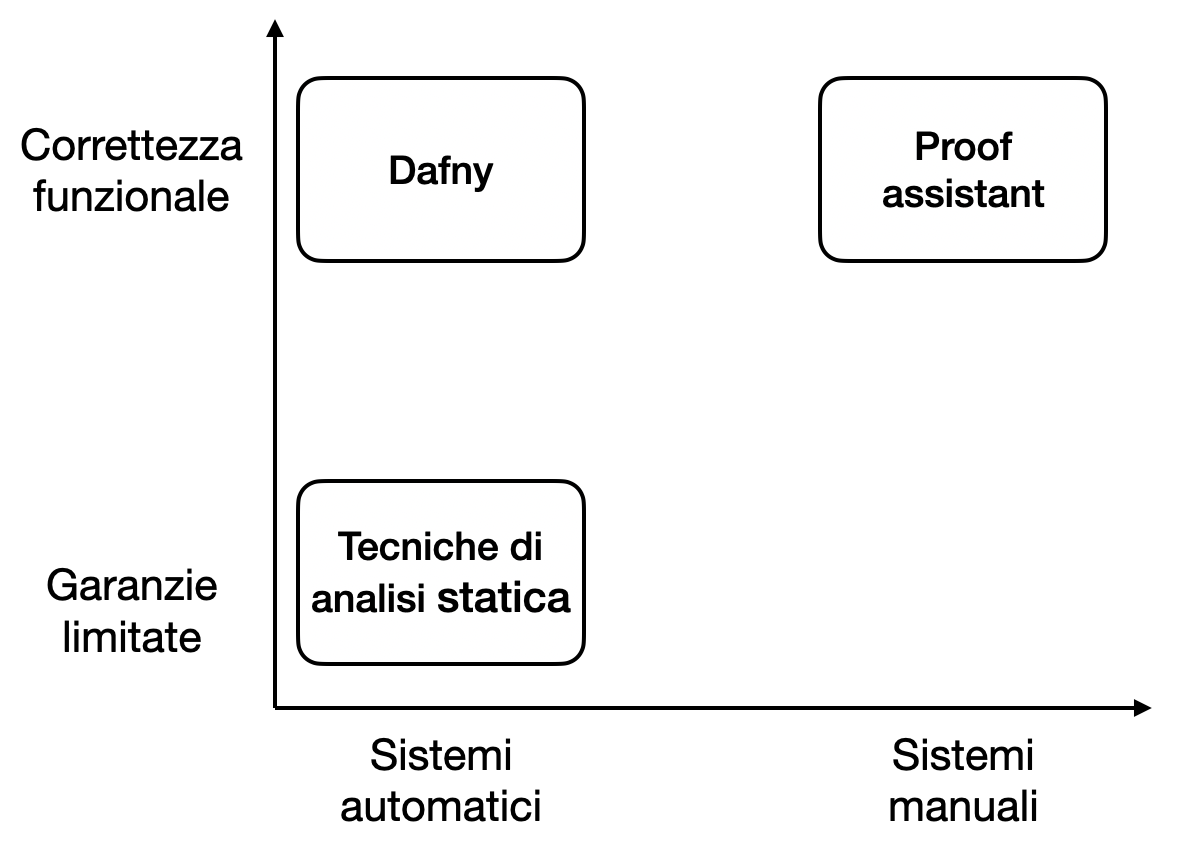 Correttezza
funzionale
Dafny
Proof
assistant
Garanzie
limitate
Tecniche di
analisi statica
Sistemi
automatici
Sistemi
manuali